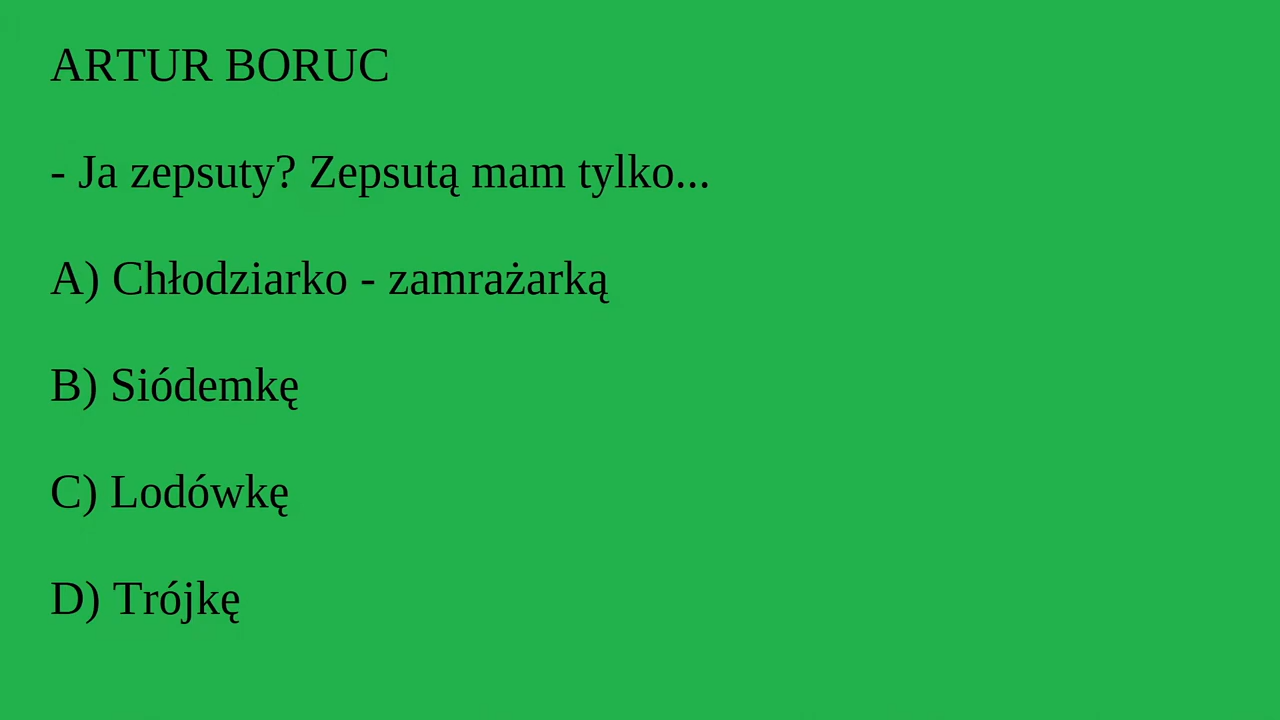 ARTUR BORUC
- Ja zepsuty? Zepsutą mam tylko...
A) Chłodziarko - zamrażarką
B) Siódemkę
C) Lodówkę
D) Trójkę